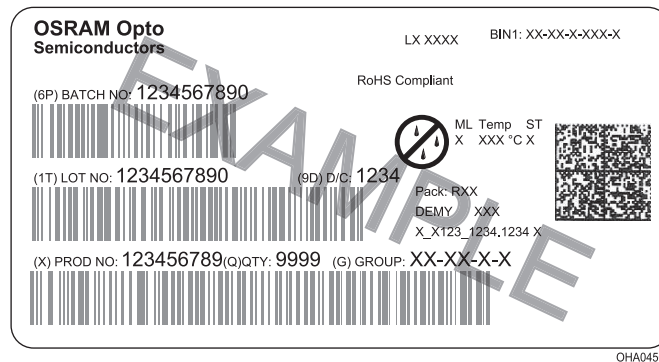 OSRAM Opto
Semiconductors
LX XXXX
BIN1: XX-XX-X-XXX-X
RoHS Compliant
(6P) BATCH NO: 1234567890
ML Temp ST
X XXX °C X
(1T) LOT NO: 1234567890
(9D) D/C: 1234
Pack: RXX
DEMY XXX
X_X123_1234.1234 X
(X) PROD NO: 123456789(Q)QTY: 9999 (G) GROUP: XX-XX-X-X
EXAMPLE
OHA04563